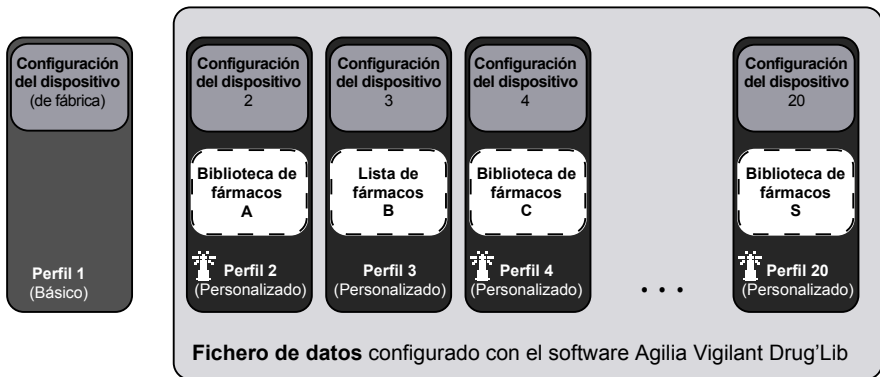 Configuración
del dispositivo
(de fábrica)
Perfil 1
(Básico)
Configuración
del dispositivo
2
Biblioteca de
fármacos
A
Perfil 2
(Personalizado)
Configuración
del dispositivo
3
Lista de
fármacos
B
Perfil 3
(Personalizado)
Configuración
del dispositivo
4
Biblioteca de
fármacos
C
Perfil 4
(Personalizado)
. . .
Configuración
del dispositivo
20
Biblioteca de
fármacos
S
Perfil 20
(Personalizado)
Fichero de datos configurado con el software Agilia Vigilant Drug'Lib